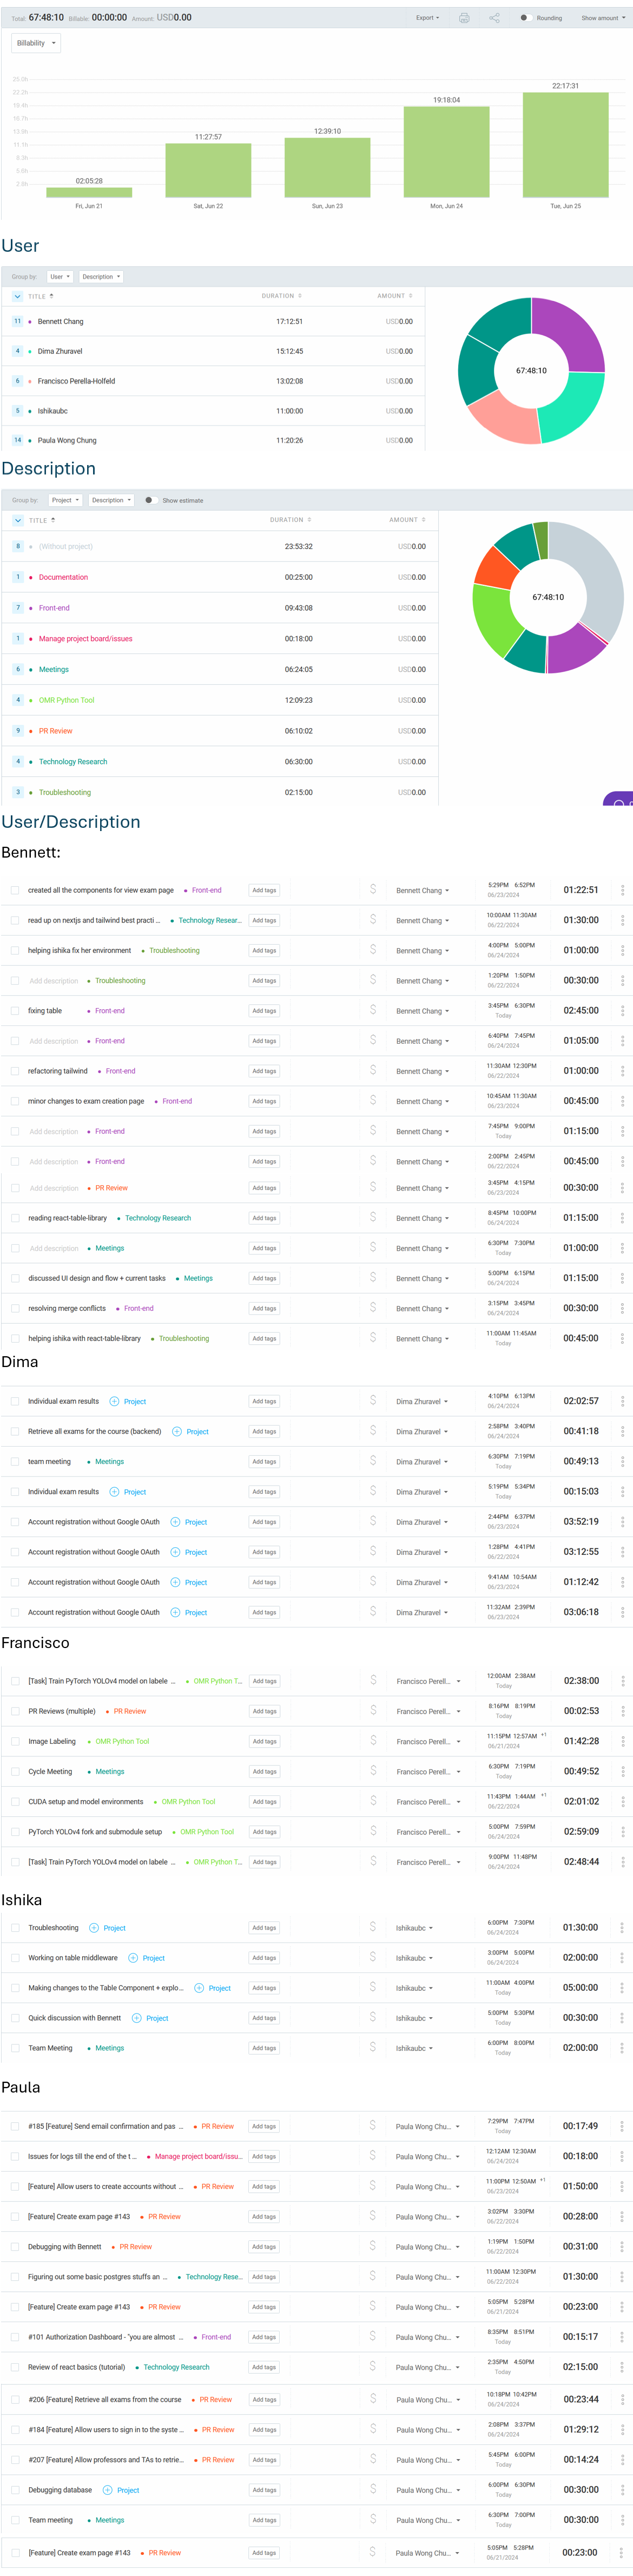 Total: 67:48:10 Billable: 00:00:00 Amount: USD0.00 Export Rounding Show amount
Billability
25.0h
22.2h
19.4h
16.7h
13.9h
11.1h
8.3h
5.6h
2.8h
02:05:28
11:27:57
12:39:10
19:18:04
22:17:31
Fri, Jun 21
Sat, Jun 22
Sun, Jun 23
Mon, Jun 24
Tue, Jun 25
User
Group by: User Description
TITLE DURATION AMOUNT
11 Bennett Chang 17:12:51 USD0.00
4 Dima Zhuravel 15:12:45 USD0.00
6 Francisco Perella-Holfeld 13:02:08 USD0.00
5 Ishikaubc 11:00:00 USD0.00
14 Paula Wong Chung 11:20:26 USD0.00
67:48:10
Description
Group by: Project Description Show estimate
TITLE DURATION AMOUNT
8 (Without project) 23:53:32 USD0.00
1 Documentation 00:25:00 USD0.00
7 Front-end 09:43:08 USD0.00
1 Manage project board/issues 00:18:00 USD0.00
6 Meetings 06:24:05 USD0.00
4 OMR Python Tool 12:09:23 USD0.00
9 PR Review 06:10:02 USD0.00
4 Technology Research 06:30:00 USD0.00
3 Troubleshooting 02:15:00 USD0.00
67:48:10
User/Description
Bennett:
created all the components for view exam page Front-end Add tags $ Bennett Chang 5:29PM 6:52PM 06/23/2024 01:22:51
read up on nextjs and tailwind best practi ... Technology Resear... Add tags $ Bennett Chang 10:00AM 11:30AM 06/22/2024 01:30:00
helping ishika fix her environment Troubleshooting Add tags $ Bennett Chang 4:00PM 5:00PM 06/24/2024 01:00:00
Add description Troubleshooting Add tags $ Bennett Chang 1:20PM 1:50PM 06/22/2024 00:30:00
fixing table Front-end Add tags $ Bennett Chang 3:45PM 6:30PM Today 02:45:00
Add description Front-end Add tags $ Bennett Chang 6:40PM 7:45PM 06/24/2024 01:05:00
refactoring tailwind Front-end Add tags $ Bennett Chang 11:30AM 12:30PM 06/22/2024 01:00:00
minor changes to exam creation page Front-end Add tags $ Bennett Chang 10:45AM 11:30AM 06/23/2024 00:45:00
Add description Front-end Add tags $ Bennett Chang 7:45PM 9:00PM Today 01:15:00
Add description Front-end Add tags $ Bennett Chang 2:00PM 2:45PM 06/22/2024 00:45:00
Add description PR Review Add tags $ Bennett Chang 3:45PM 4:15PM 06/23/2024 00:30:00
reading react-table-library Technology Research Add tags $ Bennett Chang 8:45PM 10:00PM 06/24/2024 01:15:00
Add description Meetings Add tags $ Bennett Chang 6:30PM 7:30PM Today 01:00:00
discussed UI design and flow + current tasks Meetings Add tags $ Bennett Chang 5:00PM 6:15PM 06/24/2024 01:15:00
resolving merge conflicts Front-end Add tags $ Bennett Chang 3:15PM 3:45PM 06/24/2024 00:30:00
helping ishika with react-table-library Troubleshooting Add tags $ Bennett Chang 11:00AM 11:45AM Today 00:45:00
Dima
Individual exam results Project Add tags $ Dima Zhuravel 4:10PM 6:13PM 06/24/2024 02:02:57
Retrieve all exams for the course (backend) Project Add tags $ Dima Zhuravel 2:58PM 3:40PM 06/24/2024 00:41:18
team meeting Meetings Add tags $ Dima Zhuravel 6:30PM 7:19PM Today 00:49:13
Individual exam results Project Add tags $ Dima Zhuravel 5:19PM 5:34PM Today 00:15:03
Account registration without Google OAuth Project Add tags $ Dima Zhuravel 2:44PM 6:37PM 06/23/2024 03:52:19
Account registration without Google OAuth Project Add tags $ Dima Zhuravel 1:28PM 4:41PM 06/22/2024 03:12:55
Account registration without Google OAuth Project Add tags $ Dima Zhuravel 9:41AM 10:54AM 06/23/2024 01:12:42
Account registration without Google OAuth Project Add tags $ Dima Zhuravel 11:32AM 2:39PM 06/23/2024 03:06:18
Francisco
[Task] Train PyTorch YOLOv4 model on labele ... OMR Python T... Add tags $ Francisco Perell... 12:00AM 2:38AM Today 02:38:00
PR Reviews (multiple) PR Review Add tags $ Francisco Perell... 8:16PM 8:19PM Today 00:02:53
Image Labeling OMR Python Tool Add tags $ Francisco Perell... 11:15PM 12:57AM +1 06/21/2024 01:42:28
Cycle Meeting Meetings Add tags $ Francisco Perell... 6:30PM 7:19PM Today 00:49:52
CUDA setup and model environments OMR Python Tool Add tags $ Francisco Perell... 11:43PM 1:44AM +1 06/22/2024 02:01:02
PyTorch YOLOv4 fork and submodule setup OMR Python Tool Add tags $ Francisco Perell... 5:00PM 7:59PM 06/24/2024 02:59:09
[Task] Train PyTorch YOLOv4 model on labele ... OMR Python T... Add tags $ Francisco Perell... 9:00PM 11:48PM 06/24/2024 02:48:44
Ishika
Troubleshooting Project Add tags $ Ishikaubc 6:00PM 7:30PM 06/24/2024 01:30:00
Working on table middleware Project Add tags $ Ishikaubc 3:00PM 5:00PM 06/24/2024 02:00:00
Making changes to the Table Component + explo... Project Add tags $ Ishikaubc 11:00AM 4:00PM Today 05:00:00
Quick discussion with Bennett Project Add tags $ Ishikaubc 5:00PM 5:30PM Today 00:30:00
Team Meeting Meetings Add tags $ Ishikaubc 6:00PM 8:00PM Today 02:00:00
Paula
#185 [Feature] Send email confirmation and pas ... PR Review Add tags $ Paula Wong Chu... 7:29PM 7:47PM Today 00:17:49
Issues for logs till the end of the t ... Manage project board/issu... Add tags $ Paula Wong Chu... 12:12AM 12:30AM 06/24/2024 00:18:00
[Feature] Allow users to create accounts without ... PR Review Add tags $ Paula Wong Chu... 11:00PM 12:50AM +1 06/23/2024 01:50:00
[Feature] Create exam page #143 PR Review Add tags $ Paula Wong Chu... 3:02PM 3:30PM 06/22/2024 00:28:00
Debugging with Bennett PR Review Add tags $ Paula Wong Chu... 1:19PM 1:50PM 06/22/2024 00:31:00
Figuring out some basic postgres stuffs an ... Technology Rese... Add tags $ Paula Wong Chu... 11:00AM 12:30PM 06/22/2024 01:30:00
[Feature] Create exam page #143 PR Review Add tags $ Paula Wong Chu... 5:05PM 5:28PM 06/21/2024 00:23:00
#101 Authorization Dashboard - "you are almost ... Front-end Add tags $ Paula Wong Chu... 8:35PM 8:51PM Today 00:15:17
Review of react basics (tutorial) Technology Research Add tags $ Paula Wong Chu... 2:35PM 4:50PM Today 02:15:00
#206 [Feature] Retrieve all exams from the course PR Review Add tags $ Paula Wong Chu... 10:18PM 10:42PM 06/24/2024 00:23:44
#184 [Feature] Allow users to sign in to the syste ... PR Review Add tags $ Paula Wong Chu... 2:08PM 3:37PM 06/24/2024 01:29:12
#207 [Feature] Allow professors and TAs to retrie... PR Review Add tags $ Paula Wong Chu... 5:45PM 6:00PM Today 00:14:24
Debugging database Project Add tags $ Paula Wong Chu... 6:00PM 6:30PM Today 00:30:00
Team meeting Meetings Add tags $ Paula Wong Chu... 6:30PM 7:00PM Today 00:30:00
[Feature] Create exam page #143 PR Review Add tags $ Paula Wong Chu... 5:05PM 5:28PM 06/21/2024 00:23:00